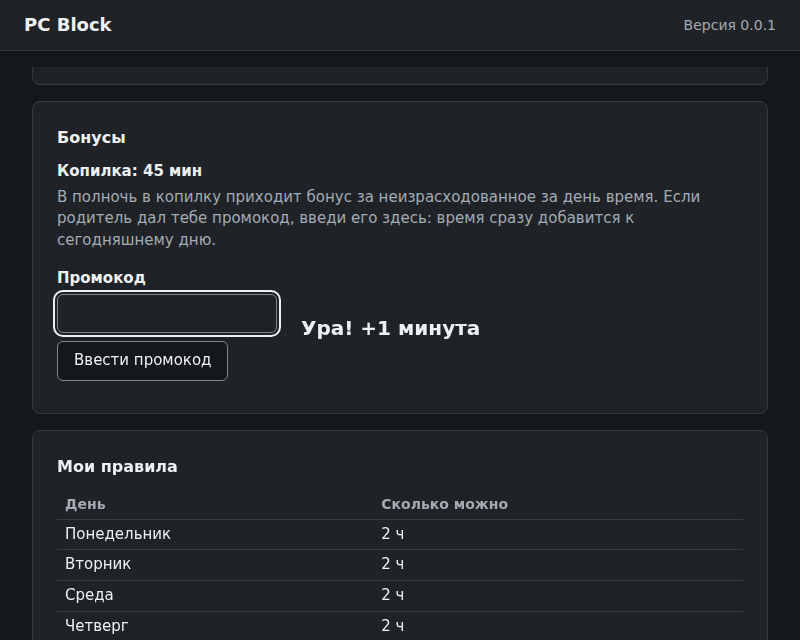 PC Block
Версия 0.0.1
Бонусы
Копилка: 45 мин
В полночь в копилку приходит бонус за неизрасходованное за день время. Если
родитель дал тебе промокод, введи его здесь: время сразу добавится к
сегодняшнему дню.
Промокод
Ура! +1 минута
Ввести промокод
Мои правила
День Сколько можно
Понедельник 2 ч
Вторник 2 ч
Среда 2 ч
Четверг 2 ч